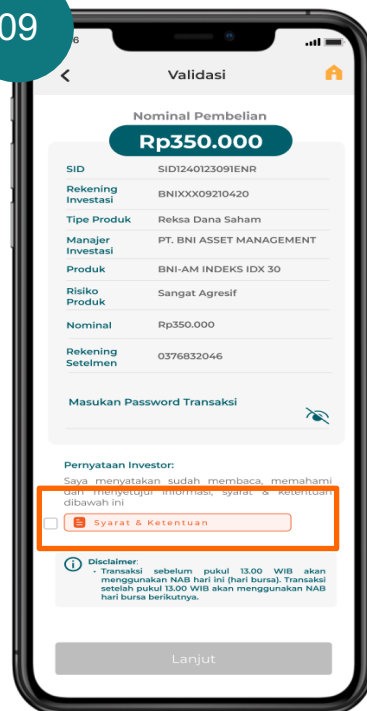 09
6
Validasi
Nominal Pembelian
Rp350.000
SID SID1240123091ENR
Rekening Investasi BNIXXX09210420
Tipe Produk Reksa Dana Saham
Manajer Investasi PT. BNI ASSET MANAGEMENT
Produk BNI-AM INDEKS IDX 30
Risiko Produk Sangat Agresif
Nominal Rp350.000
Rekening Setelmen 0376832046
Masukan Password Transaksi
Pernyataan Investor:
Saya menyatakan sudah membaca, memahami
dan menyetujui informasi, syarat & ketentuan
dibawah ini
Syarat & Ketentuan
Disclaimer:
• Transaksi sebelum pukul 13.00 WIB akan
menggunakan NAB hari ini (hari bursa). Transaksi
setelah pukul 13.00 WIB akan menggunakan NAB
hari bursa berikutnya.
Lanjut